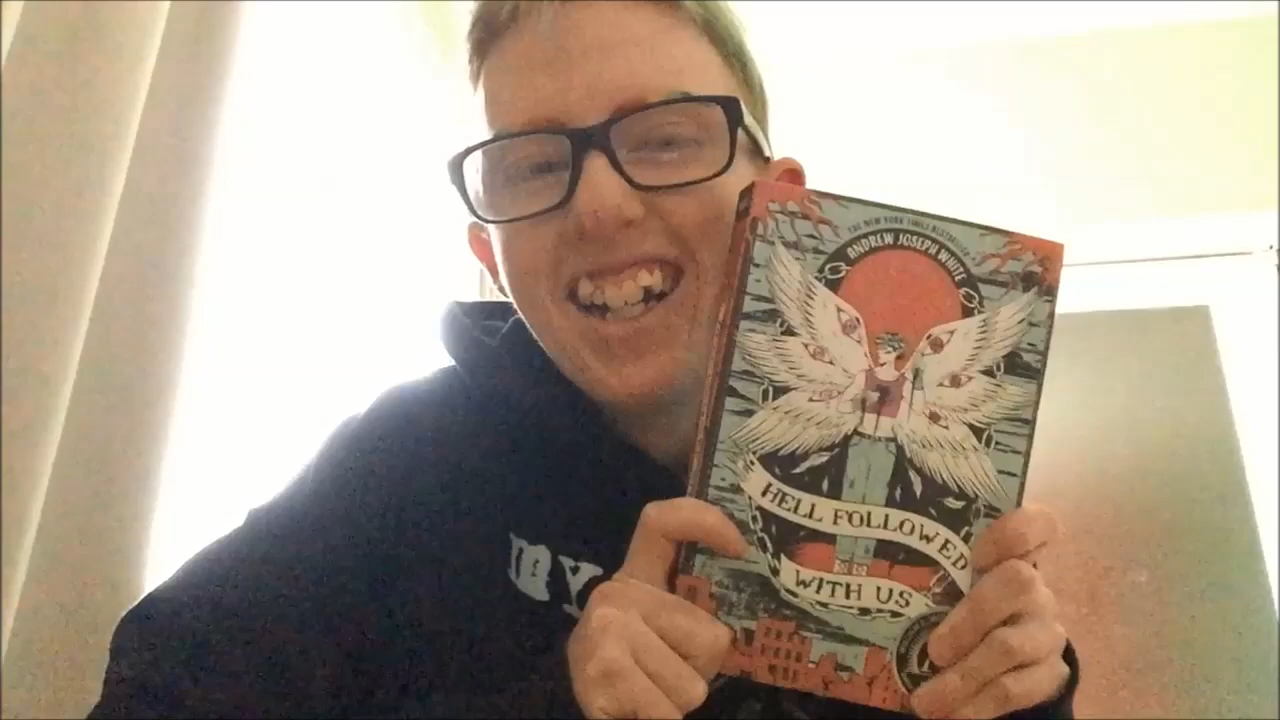 THE NEW YORK TIMES BESTSELLER
ANDREW JOSEPH WHITE
HELL FOLLOWED
WITH US